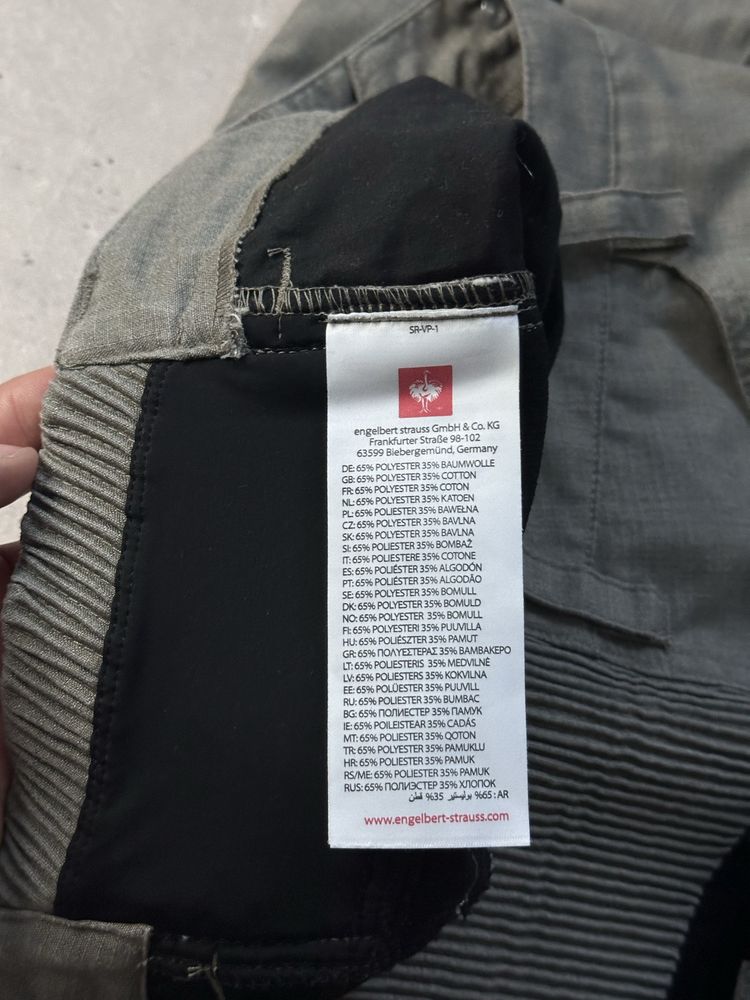 SR-VP-1
engelbert strauss GmbH & Co. KG
Frankfurter Straße 98-102
63599 Biebergemünd, Germany
DE: 65% POLYESTER 35% BAUMWOLLE
GB: 65% POLYESTER 35% COTTON
FR: 65% POLYESTER 35% COTON
NL: 65% POLYESTER 35% KATOEN
PL: 65% POLIESTER 35% BAWEŁNA
CZ: 65% POLYESTER 35% BAVLNA
SK: 65% POLYESTER 35% BAVLNA
SI: 65% POLIESTER 35% BOMBAŽ
IT: 65% POLIESTERE 35% COTONE
ES: 65% POLIÉSTER 35% ALGODÓN
PT: 65% POLIÉSTER 35% ALGODÃO
SE: 65% POLYESTER 35% BOMULL
DK: 65% POLYESTER 35% BOMULD
NO: 65% POLYESTER 35% BOMULL
FI: 65% POLYESTERI 35% PUUVILLA
HU: 65% POLIÉSZTER 35% PAMUT
GR: 65% ΠΟΛΥΕΣΤΕΡΑΣ 35% ΒΑΜΒΑΚΕΡΟ
LT: 65% POLIESTERIS 35% MEDVILNĖ
LV: 65% POLIESTERS 35% KOKVILNA
EE: 65% POLÜESTER 35% PUUVILL
RU: 65% POLIESTER 35% BUMBAC
BG: 65% ПОЛИЕСТЕР 35% ПАМУК
IE: 65% POILEISTEAR 35% CADÁS
MT: 65% POLIESTER 35% QOTON
TR: 65% POLYESTER 35% PAMUKLU
HR: 65% POLIESTER 35% PAMUK
RS/ME: 65% POLIESTER 35% PAMUK
RUS: 65% ПОЛИЭСТЕР 35% ХЛОПОК
AR: 65% بوليستير 35% قطن
www.engelbert-strauss.com